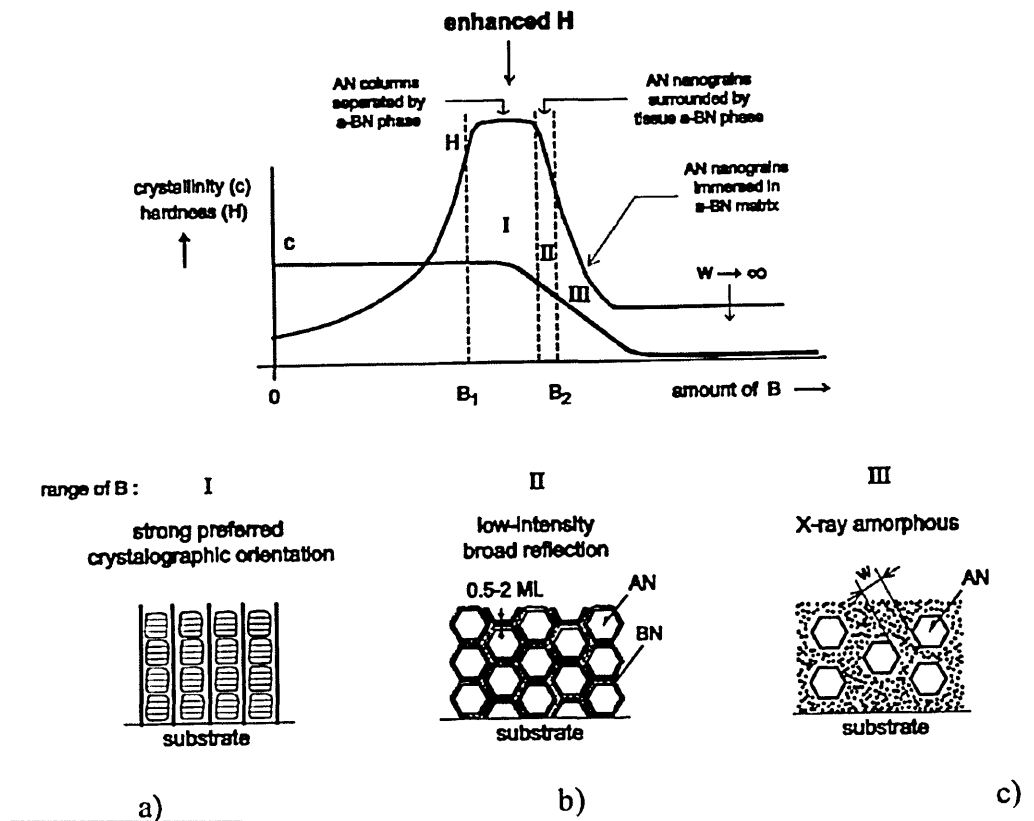 enhanced H
AN columns
separated by
a-BN phase
AN nanograins
surrounded by
tissue a-BN phase
H
AN nanograins
immersed in
a-BN matrix
crystallinity (c)
hardness (H)
c
I
II
III
W → ∞
0
B₁
B₂
amount of B →
range of B : I
II
III
strong preferred
crystalographic orientation
low-intensity
broad reflection
X-ray amorphous
0.5-2 ML
AN
BN
W
AN
substrate
substrate
substrate
a)
b)
c)